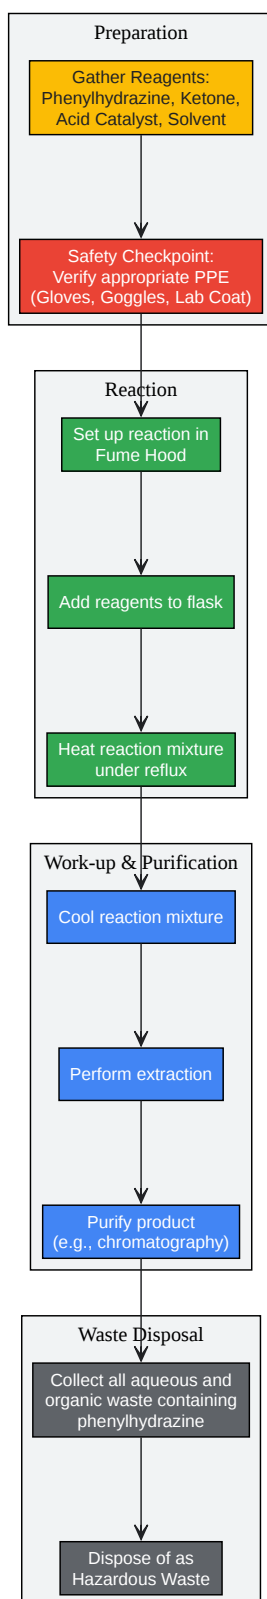 Preparation
Gather Reagents:
Phenylhydrazine, Ketone,
Acid Catalyst, Solvent
Safety Checkpoint:
Verify appropriate PPE
(Gloves, Goggles, Lab Coat)
Reaction
Set up reaction in
Fume Hood
Add reagents to flask
Heat reaction mixture
under reflux
Work-up & Purification
Cool reaction mixture
Perform extraction
Purify product
(e.g., chromatography)
Waste Disposal
Collect all aqueous and
organic waste containing
phenylhydrazine
Dispose of as
Hazardous Waste